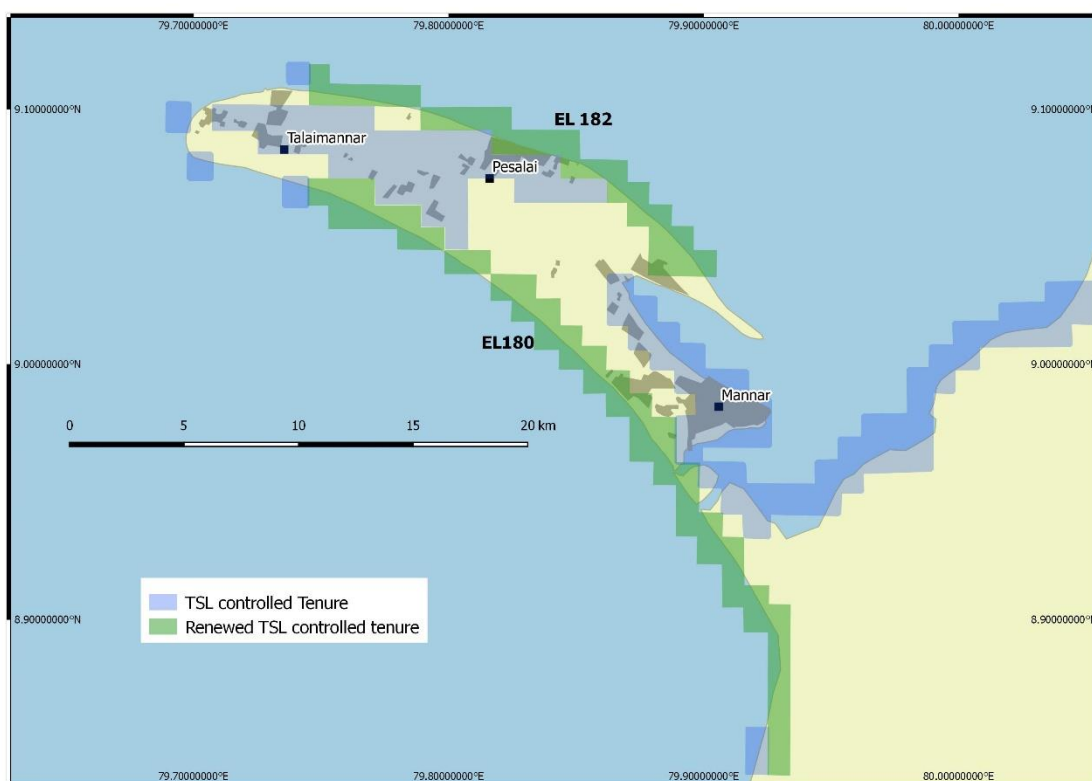 79.70000000°E 79.80000000°E 79.90000000°E 80.00000000°E
9.10000000°N 9.10000000°N
EL 182
Talaimannar
Pesalai
EL180
9.00000000°N 9.00000000°N
Mannar
0 5 10 15 20 km
TSL controlled Tenure
Renewed TSL controlled tenure
8.90000000°N 8.90000000°N
79.70000000°E 79.80000000°E 79.90000000°E 80.00000000°E